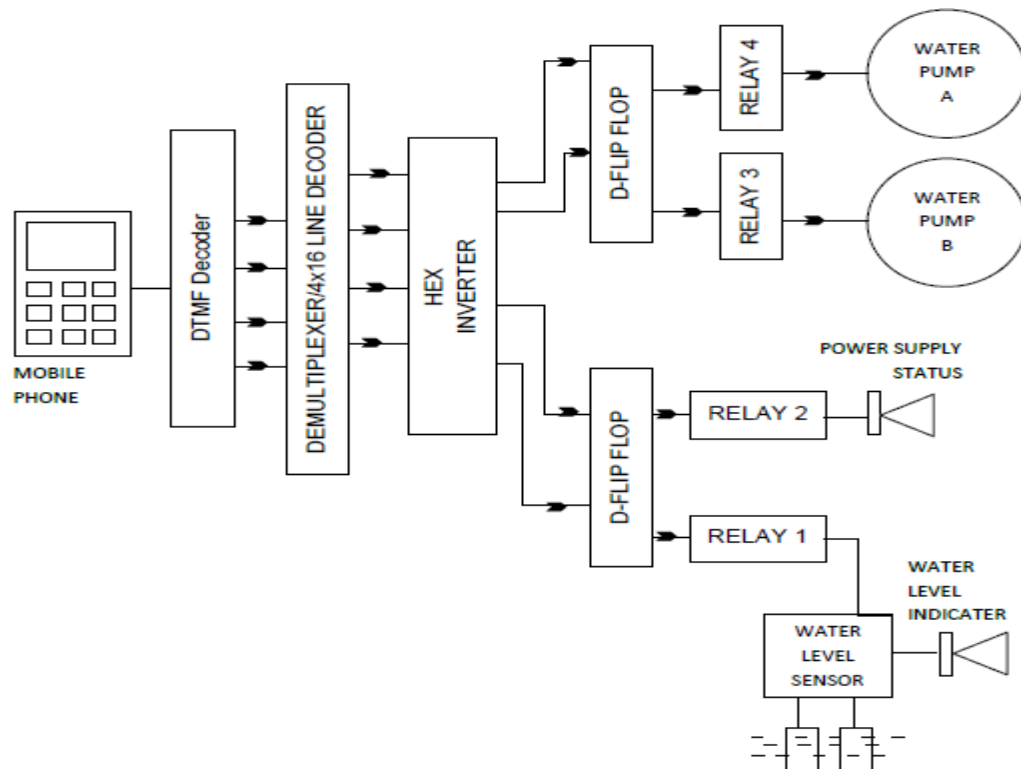 MOBILE
PHONE
DTMF Decoder
DEMULTIPLEXER/4x16 LINE DECODER
HEX
INVERTER
D-FLIP FLOP
RELAY 4
WATER
PUMP
A
RELAY 3
WATER
PUMP
B
D-FLIP FLOP
RELAY 2
POWER SUPPLY
STATUS
RELAY 1
WATER
LEVEL
SENSOR
WATER
LEVEL
INDICATER